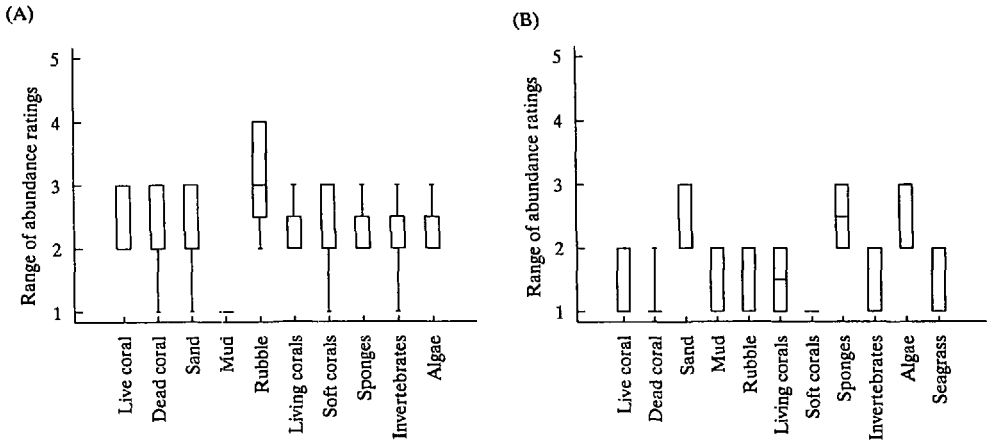 (A)
Range of abundance ratings
5
4
3
2
1
Live coral
Dead coral
Sand
Mud
Rubble
Living corals
Soft corals
Sponges
Invertebrates
Algae
(B)
Range of abundance ratings
5
4
3
2
1
Live coral
Dead coral
Sand
Mud
Rubble
Living corals
Soft corals
Sponges
Invertebrates
Algae
Seagrass